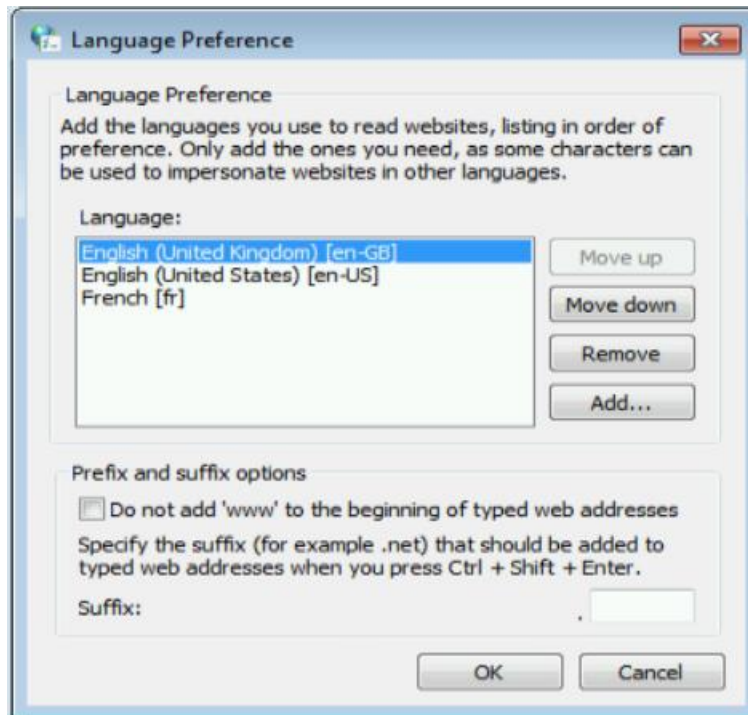 Language Preference
Language Preference
Add the languages you use to read websites, listing in order of
preference. Only add the ones you need, as some characters can
be used to impersonate websites in other languages.
Language:
English (United Kingdom) [en-GB]
English (United States) [en-US]
French [fr]
Move up
Move down
Remove
Add...
Prefix and suffix options
Do not add 'www' to the beginning of typed web addresses
Specify the suffix (for example .net) that should be added to
typed web addresses when you press Ctrl + Shift + Enter.
Suffix: .
OK Cancel